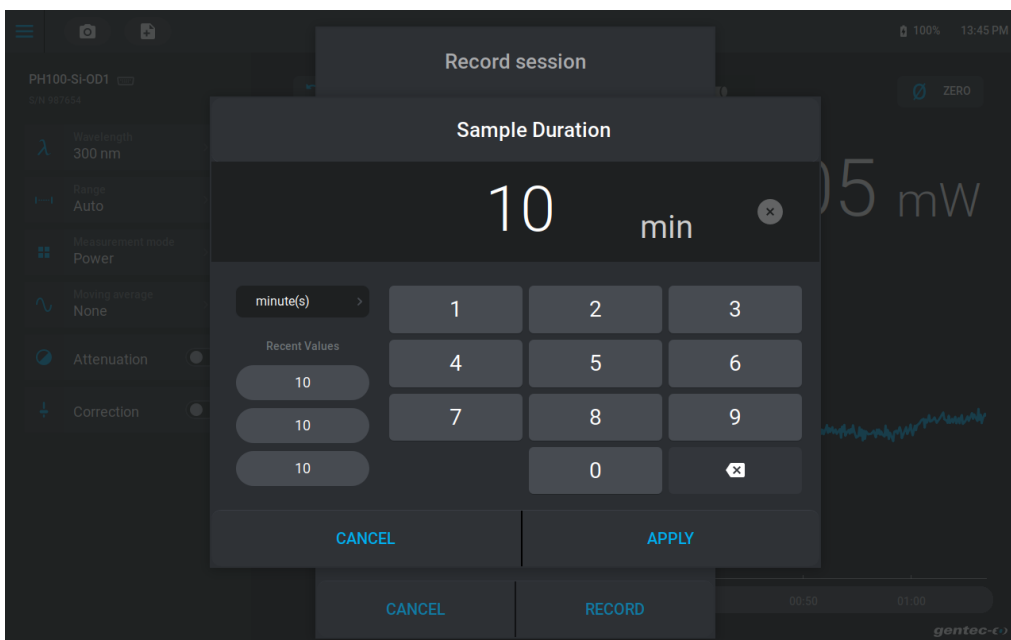 100% 13:45 PM
Record session
PH100-Si-OD1
S/N 987654
ZERO
Sample Duration
Wavelength
300 nm
10 min
05 mW
Range
Auto
Measurement mode
Power
Moving average
None
Attenuation
Correction
minute(s)
Recent Values
10
10
10
1 2 3
4 5 6
7 8 9
0
CANCEL APPLY
CANCEL RECORD
00:50 01:00
gentec-eo